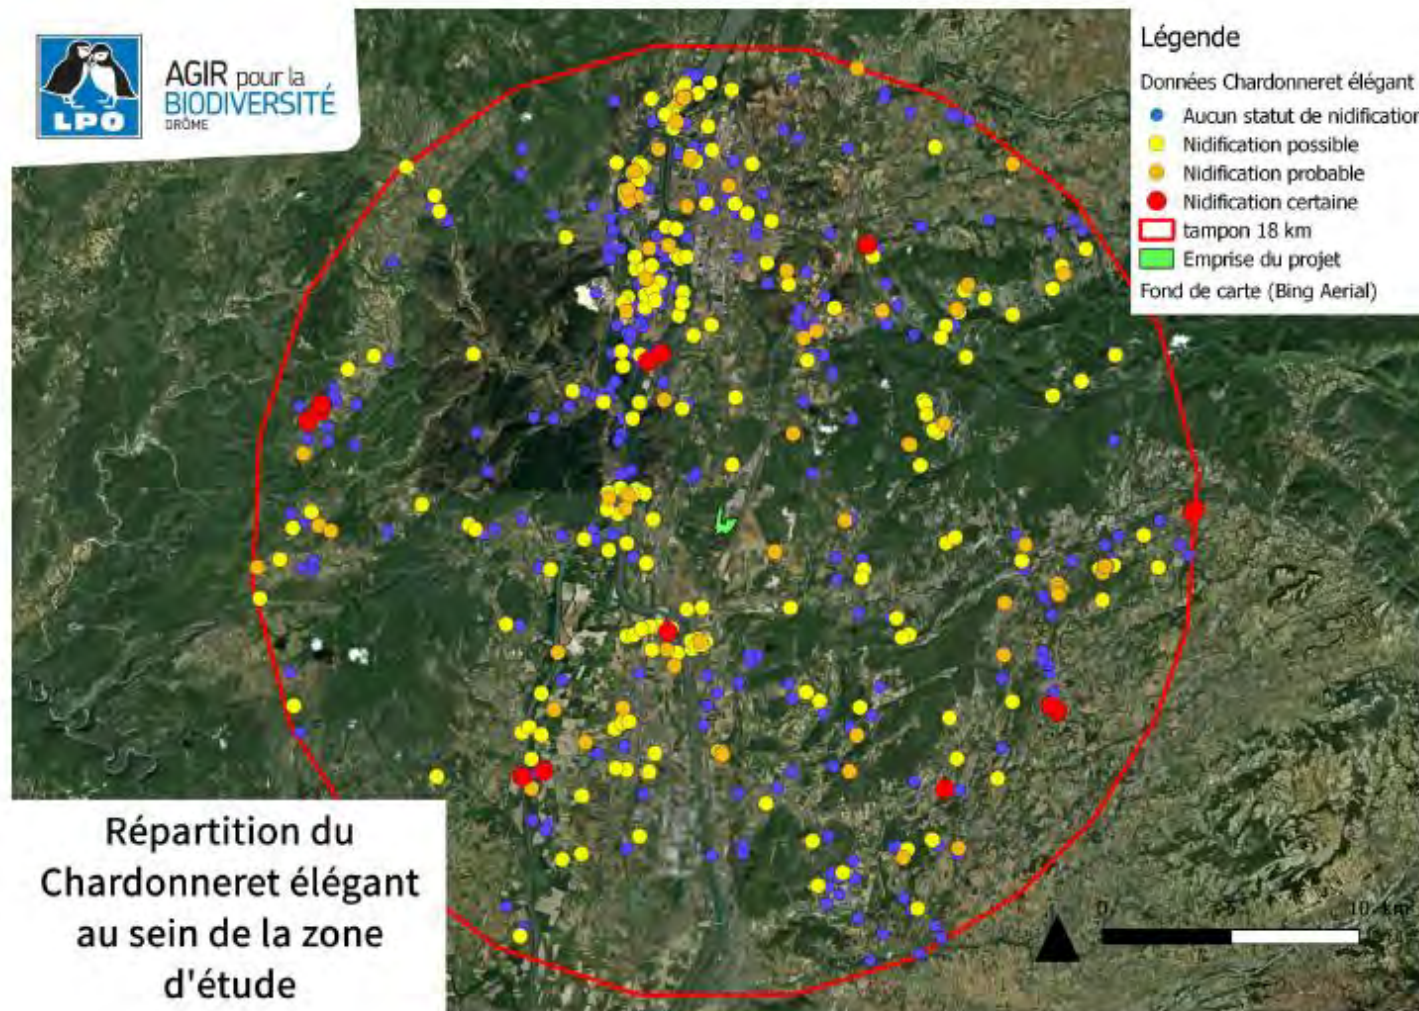 LPO
AGIR pour la
BIODIVERSITÉ
DRÔME
Légende
Données Chardonneret élégant
Aucun statut de nidification
Nidification possible
Nidification probable
Nidification certaine
tampon 18 km
Emprise du projet
Fond de carte (Bing Aerial)
Répartition du
Chardonneret élégant
au sein de la zone
d'étude
0 5 10 km